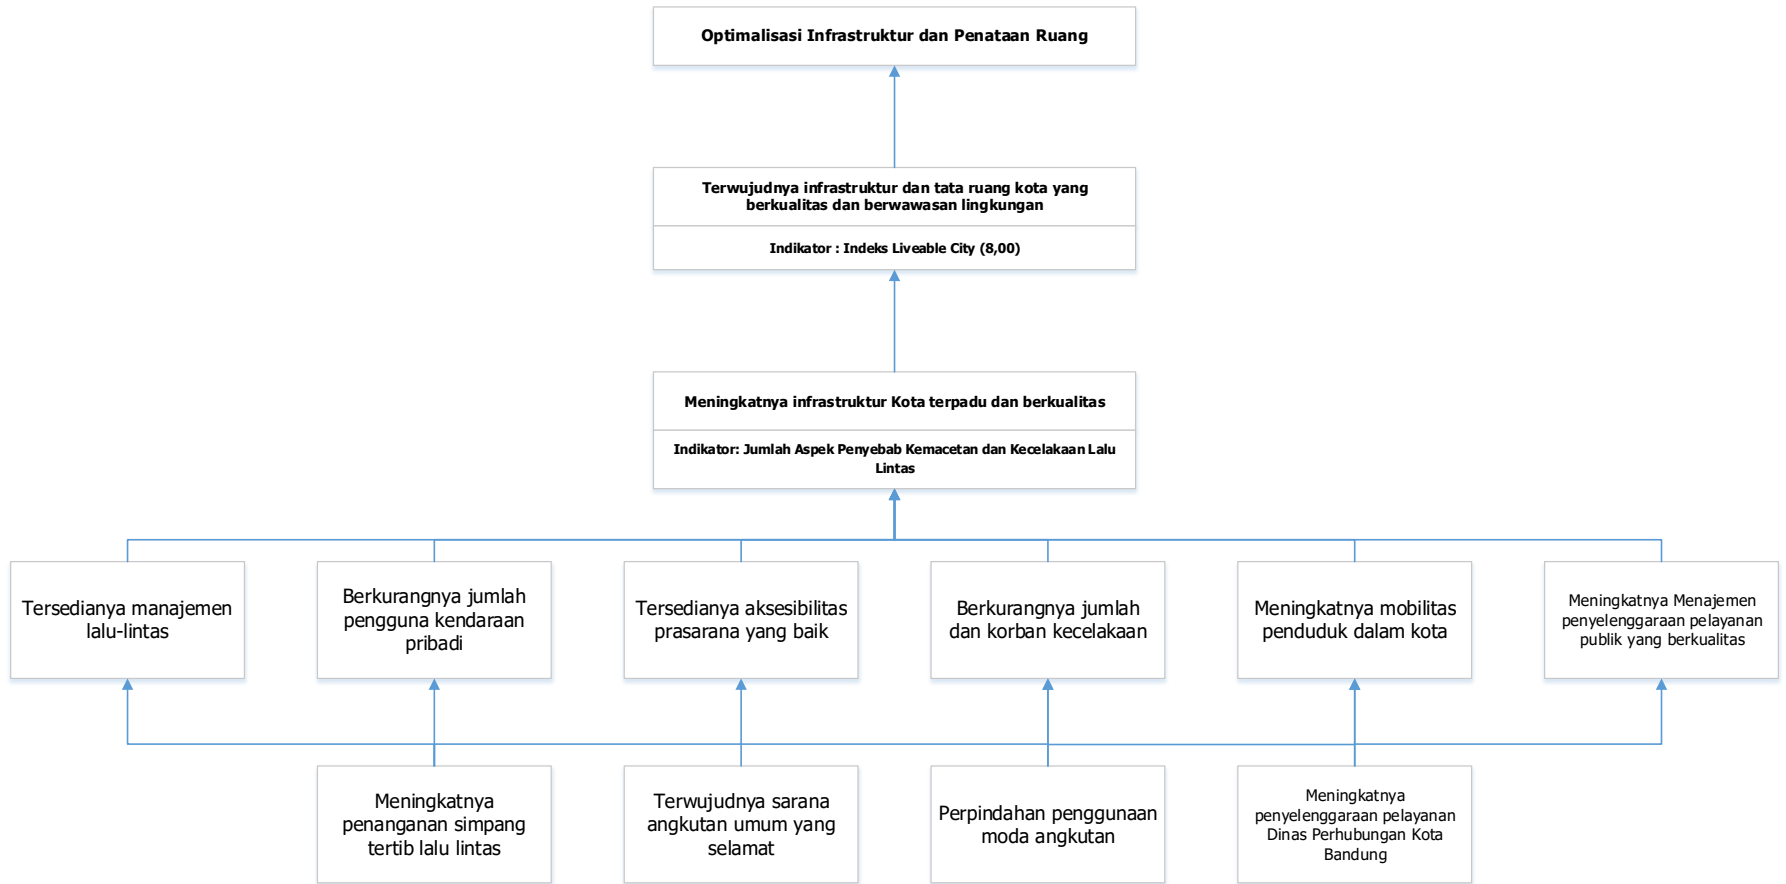 Optimalisasi Infrastruktur dan Penataan Ruang
Terwujudnya infrastruktur dan tata ruang kota yang
berkualitas dan berwawasan lingkungan
Indikator : Indeks Liveable City (8,00)
Meningkatnya infrastruktur Kota terpadu dan berkualitas
Indikator: Jumlah Aspek Penyebab Kemacetan dan Kecelakaan Lalu
Lintas
Tersedianya manajemen
lalu-lintas
Berkurangnya jumlah
pengguna kendaraan
pribadi
Tersedianya aksesibilitas
prasarana yang baik
Berkurangnya jumlah
dan korban kecelakaan
Meningkatnya mobilitas
penduduk dalam kota
Meningkatnya Menajemen
penyelenggaraan pelayanan
publik yang berkualitas
Meningkatnya
penanganan simpang
tertib lalu lintas
Terwujudnya sarana
angkutan umum yang
selamat
Perpindahan penggunaan
moda angkutan
Meningkatnya
penyelenggaraan pelayanan
Dinas Perhubungan Kota
Bandung